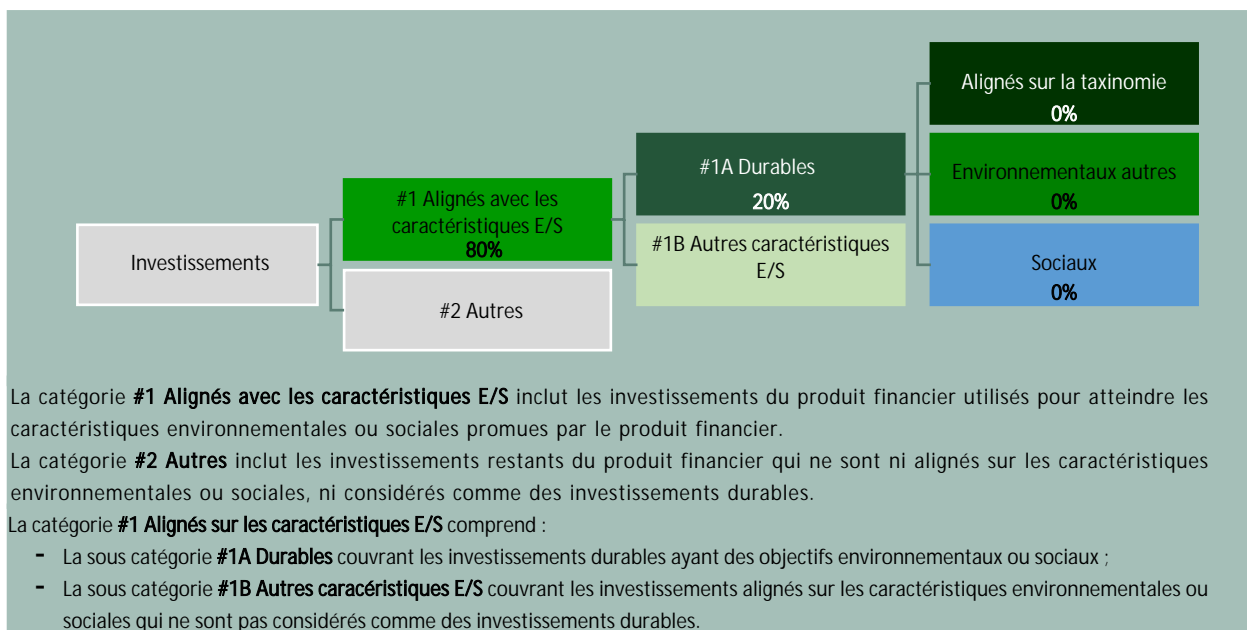 Alignés sur la taxinomie
0%
#1A Durables
20%
Environnementaux autres
0%
#1 Alignés avec les
caractéristiques E/S
80%
#1B Autres caractéristiques
E/S
Investissements
Sociaux
0%
#2 Autres
La catégorie #1 Alignés avec les caractéristiques E/S inclut les investissements du produit financier utilisés pour atteindre les
caractéristiques environnementales ou sociales promues par le produit financier.
La catégorie #2 Autres inclut les investissements restants du produit financier qui ne sont ni alignés sur les caractéristiques
environnementales ou sociales, ni considérés comme des investissements durables.
La catégorie #1 Alignés sur les caractéristiques E/S comprend :
- La sous catégorie #1A Durables couvrant les investissements durables ayant des objectifs environnementaux ou sociaux ;
- La sous catégorie #1B Autres caracéristiques E/S couvrant les investissements alignés sur les caractéristiques environnementales ou
sociales qui ne sont pas considérés comme des investissements durables.